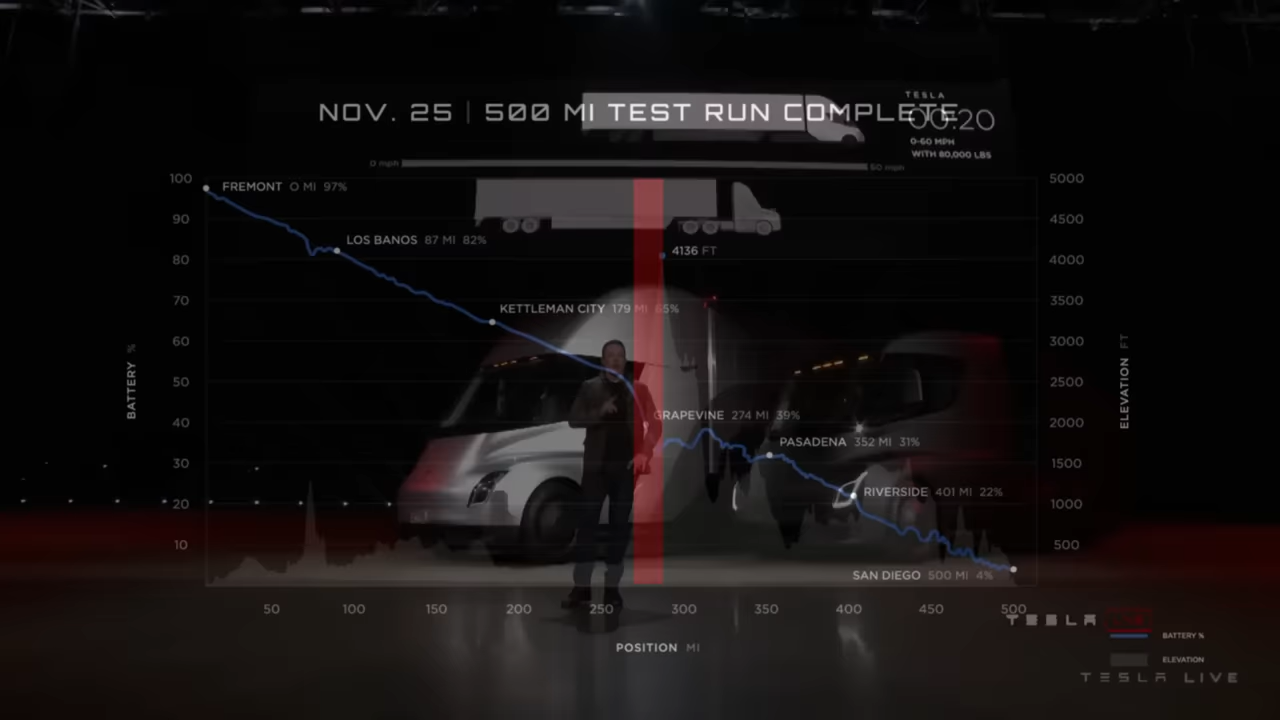 NOV. 25 | 500 MI TEST RUN COMPLETE
TESLA
00:20
0-60 MPH
WITH 80,000 LBS
0 mph
60 mph
100
5000
FREMONT 0 MI 97%
90
4500
LOS BANOS 87 MI 82%
4136 FT
80
4000
70
3500
KETTLEMAN CITY 179 MI 65%
60
3000
BATTERY %
ELEVATION FT
50
2500
40
2000
GRAPEVINE 274 MI 39%
PASADENA 352 MI 31%
30
1500
RIVERSIDE 401 MI 22%
20
1000
10
500
SAN DIEGO 500 MI 4%
50 100 150 200 250 300 350 400 450 500
POSITION MI
TESLA
BATTERY %
ELEVATION
TESLA LIVE